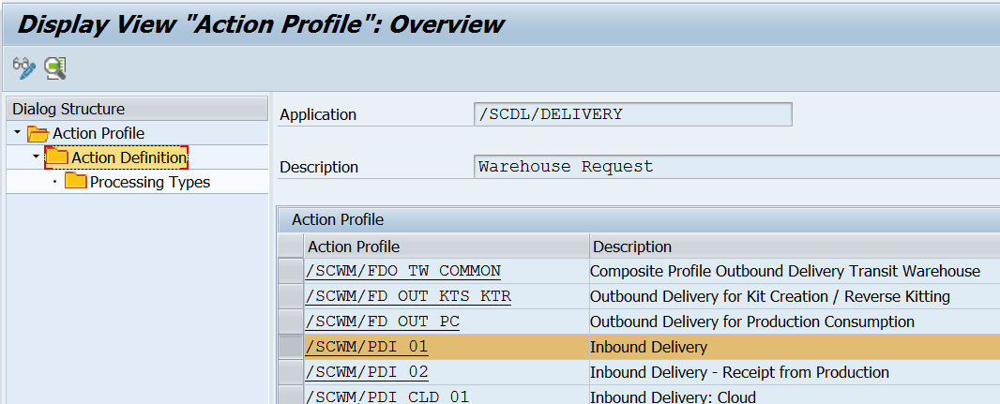 Display View "Action Profile": Overview
Dialog Structure
Action Profile
Action Definition
Processing Types
Application /SCDL/DELIVERY
Description Warehouse Request
Action Profile
Action Profile Description
/SCWM/FDO_TW_COMMON Composite Profile Outbound Delivery Transit Warehouse
/SCWM/FD_OUT_KTS_KTR Outbound Delivery for Kit Creation / Reverse Kitting
/SCWM/FD_OUT_PC Outbound Delivery for Production Consumption
/SCWM/PDI_01 Inbound Delivery
/SCWM/PDI_02 Inbound Delivery - Receipt from Production
/SCWM/PDI_CLD_01 Inbound Delivery: Cloud